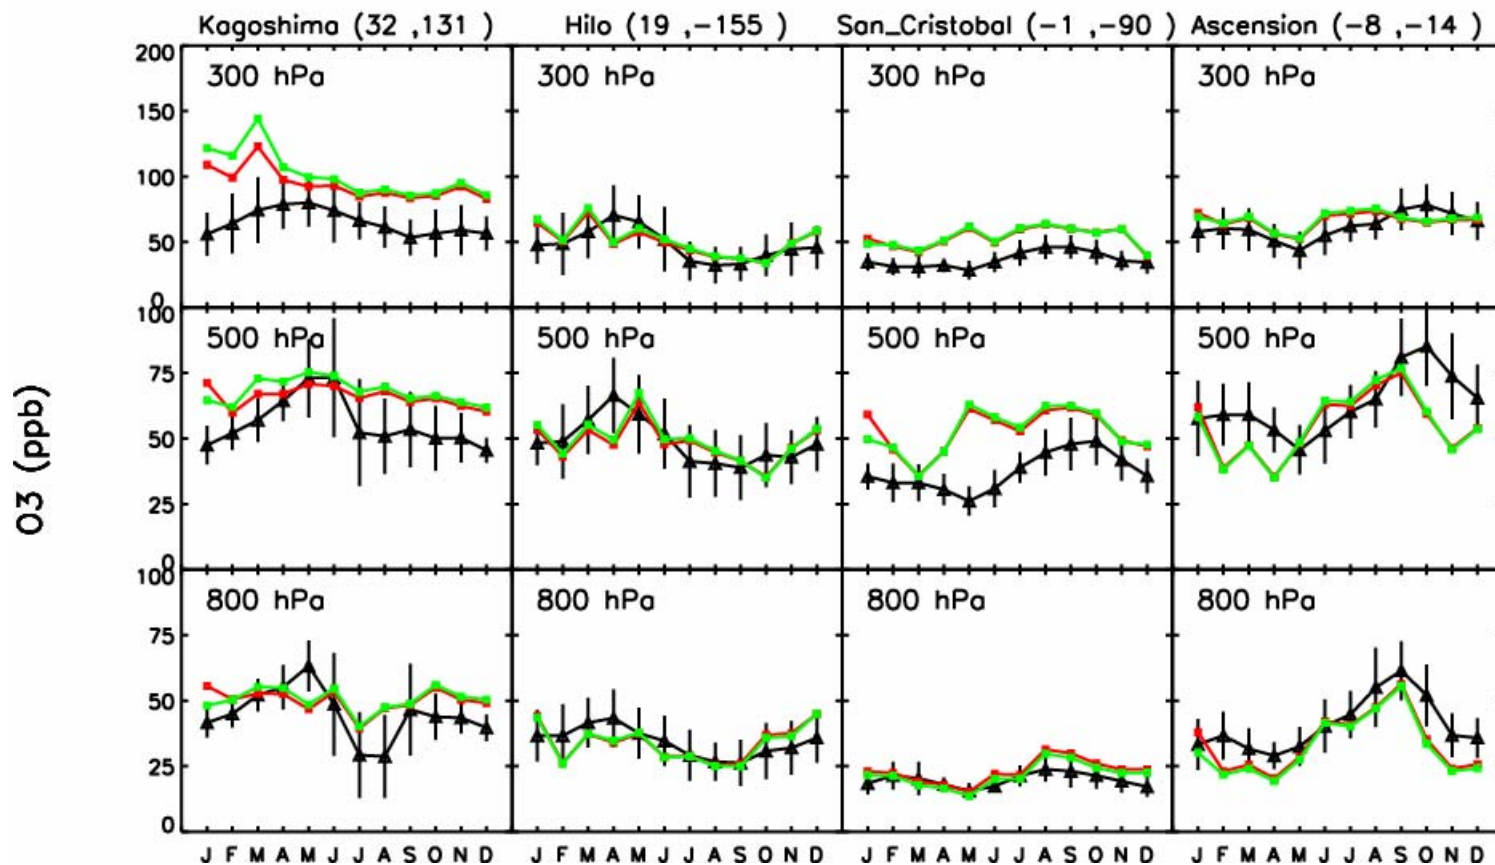 Kagoshima (32 ,131 )
Hilo (19 ,−155 )
San_Cristobal (−1 ,−90 )
Ascension (−8 ,−14 )
200
150
100
50
0
300 hPa
300 hPa
300 hPa
300 hPa
100
75
50
25
0
500 hPa
500 hPa
500 hPa
500 hPa
100
75
50
25
0
800 hPa
800 hPa
800 hPa
800 hPa
O3 (ppb)
J F M A M J J A S O N D
J F M A M J J A S O N D
J F M A M J J A S O N D
J F M A M J J A S O N D